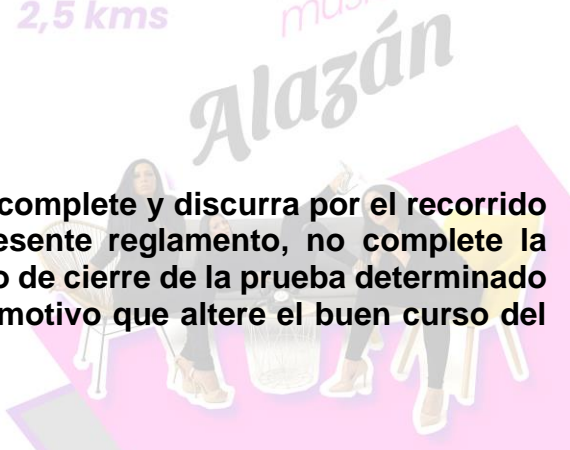 2,5 kms
Alazán
complete y discurra por el recorrido
esente reglamento, no complete la
o de cierre de la prueba determinado
motivo que altere el buen curso del